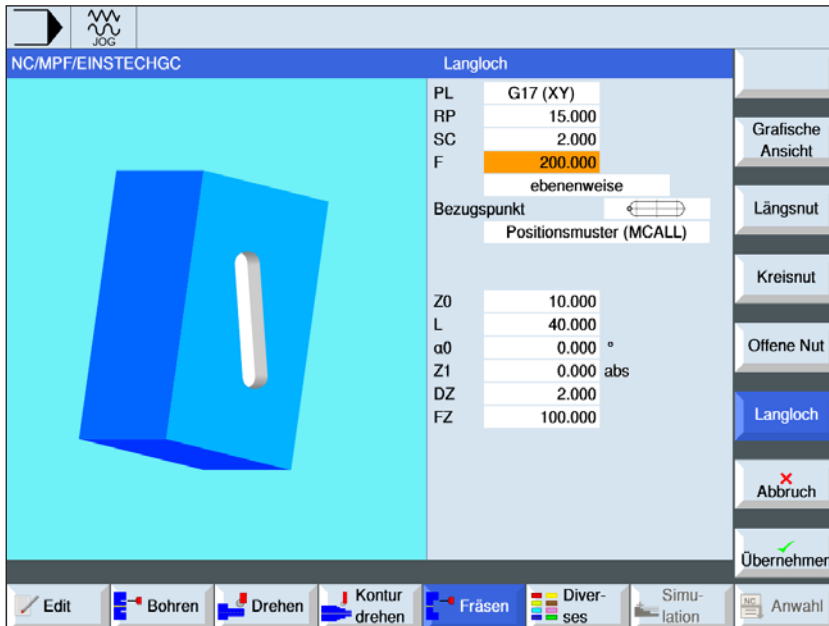 JOG
NC/MPF/EINSTECHGC
Langloch
PL G17 (XY)
RP 15.000
SC 2.000
F 200.000
ebenenweise
Bezugspunkt
Positionsmuster (MCALL)
Z0 10.000
L 40.000
α0 0.000 °
Z1 0.000 abs
DZ 2.000
FZ 100.000
Grafische
Ansicht
Längsnut
Kreisnut
Offene Nut
Langloch
Abbruch
Übernehmen
Edit
Bohren
Drehen
Kontur
drehen
Fräsen
Diver-
ses
Simu-
lation
NC
Anwahl